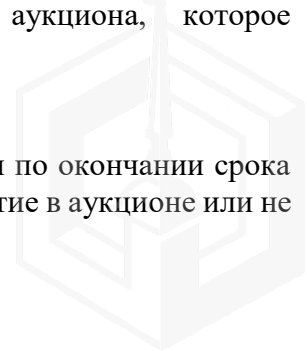 аукциона, которое
по окончании срока
тие в аукционе или не